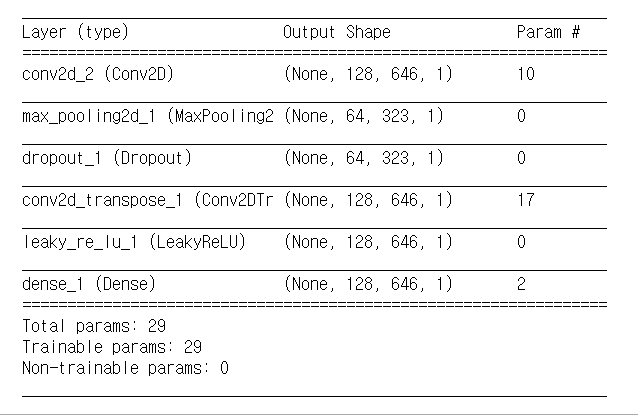 Layer (type) Output Shape Param #
=================================================================
conv2d_2 (Conv2D) (None, 128, 646, 1) 10
max_pooling2d_1 (MaxPooling2 (None, 64, 323, 1) 0
dropout_1 (Dropout) (None, 64, 323, 1) 0
conv2d_transpose_1 (Conv2DTr (None, 128, 646, 1) 17
leaky_re_lu_1 (LeakyReLU) (None, 128, 646, 1) 0
dense_1 (Dense) (None, 128, 646, 1) 2
=================================================================
Total params: 29
Trainable params: 29
Non-trainable params: 0